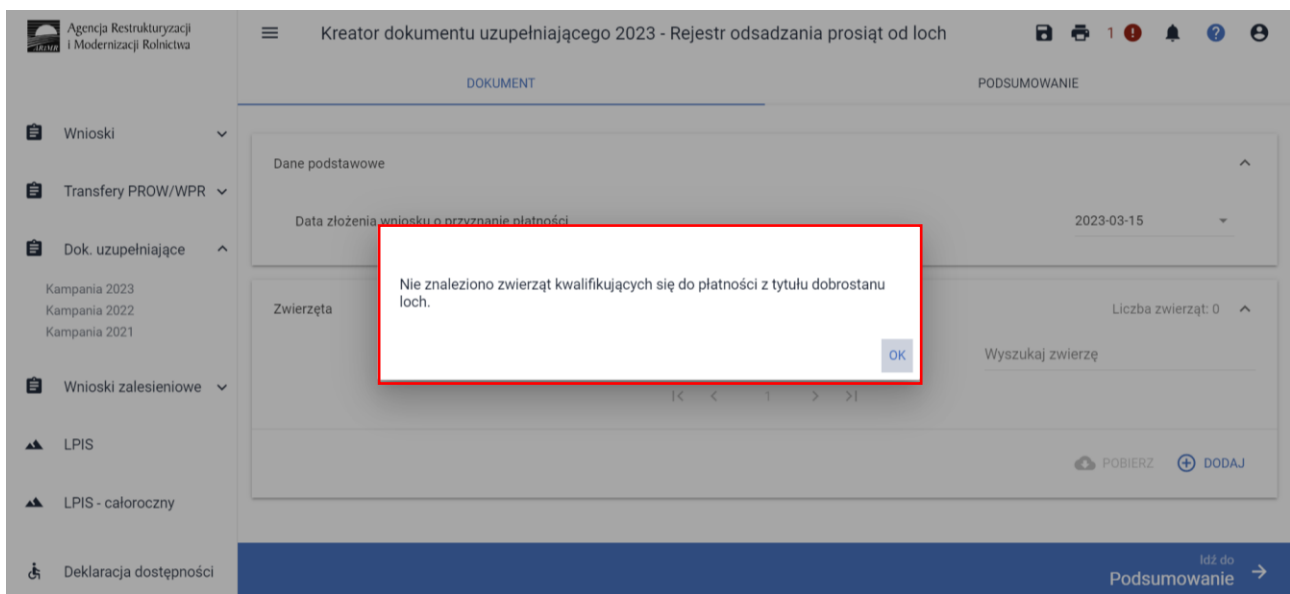 Agencja Restrukturyzacji
i Modernizacji Rolnictwa
ARiMR
Kreator dokumentu uzupełniającego 2023 - Rejestr odsadzania prosiąt od loch
1
DOKUMENT
PODSUMOWANIE
Wnioski
Transfery PROW/WPR
Dok. uzupełniające
Kampania 2023
Kampania 2022
Kampania 2021
Wnioski zalesieniowe
LPIS
LPIS - całoroczny
Deklaracja dostępności
Dane podstawowe
Data złożenia wniosku o przyznanie płatności
2023-03-15
Nie znaleziono zwierząt kwalifikujących się do płatności z tytułu dobrostanu
loch.
OK
Zwierzęta
Liczba zwierząt: 0
Wyszukaj zwierzę
1
POBIERZ
DODAJ
Idź do
Podsumowanie